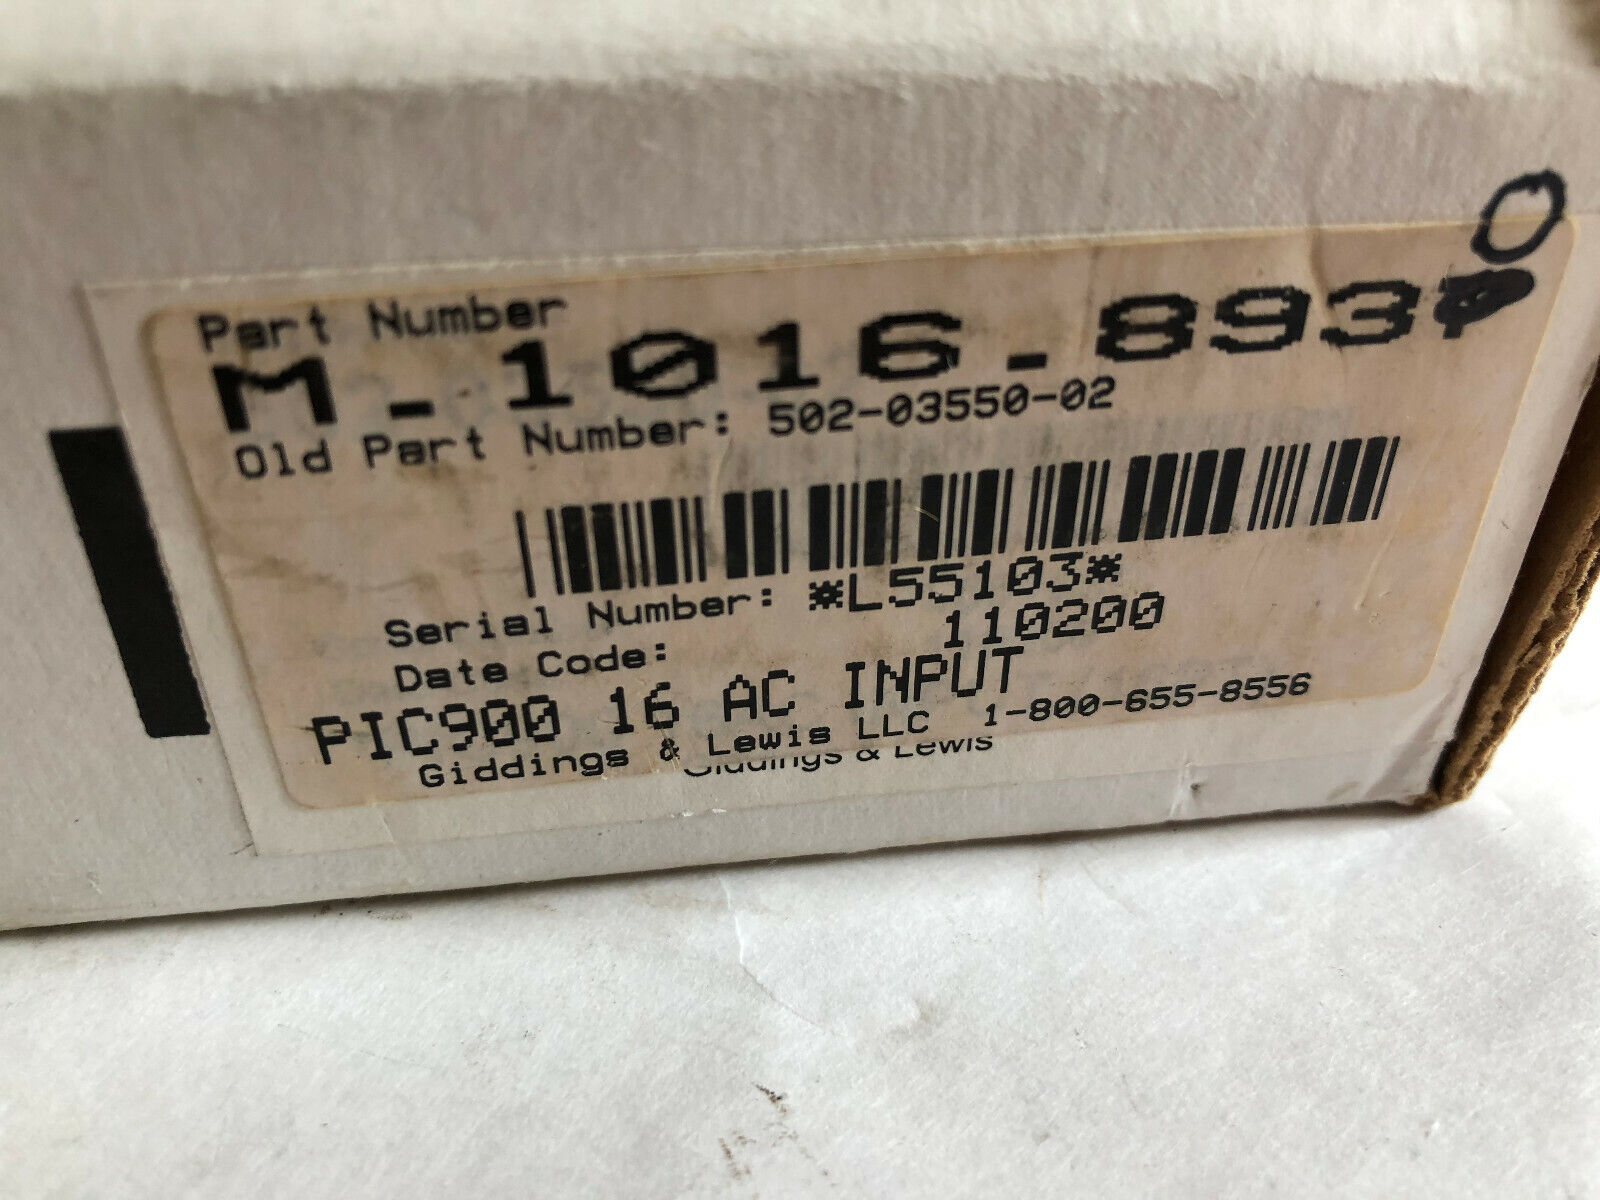 O
Part Number
M.1016.893
Old Part Number: 502-03550-02
Serial Number: *L55103*
Date Code: 110200
PIC900 16 AC INPUT
Giddings & Lewis LLC 1-800-655-8556
Giddings & Lewis